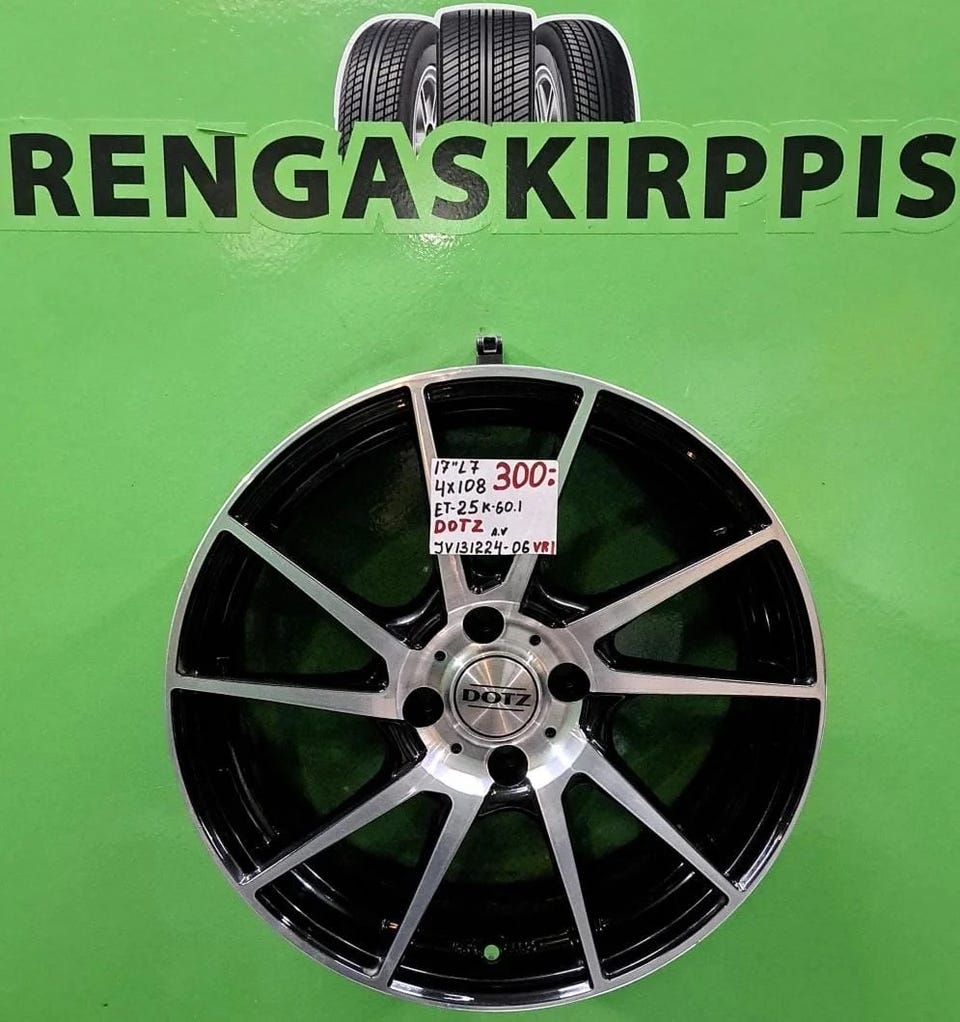 RENGASKIRPPIS
17" L7 300:-
4X108
ET-25 K-60.1
DOTZ A.V
JV131224-06 VR1
DOTZ